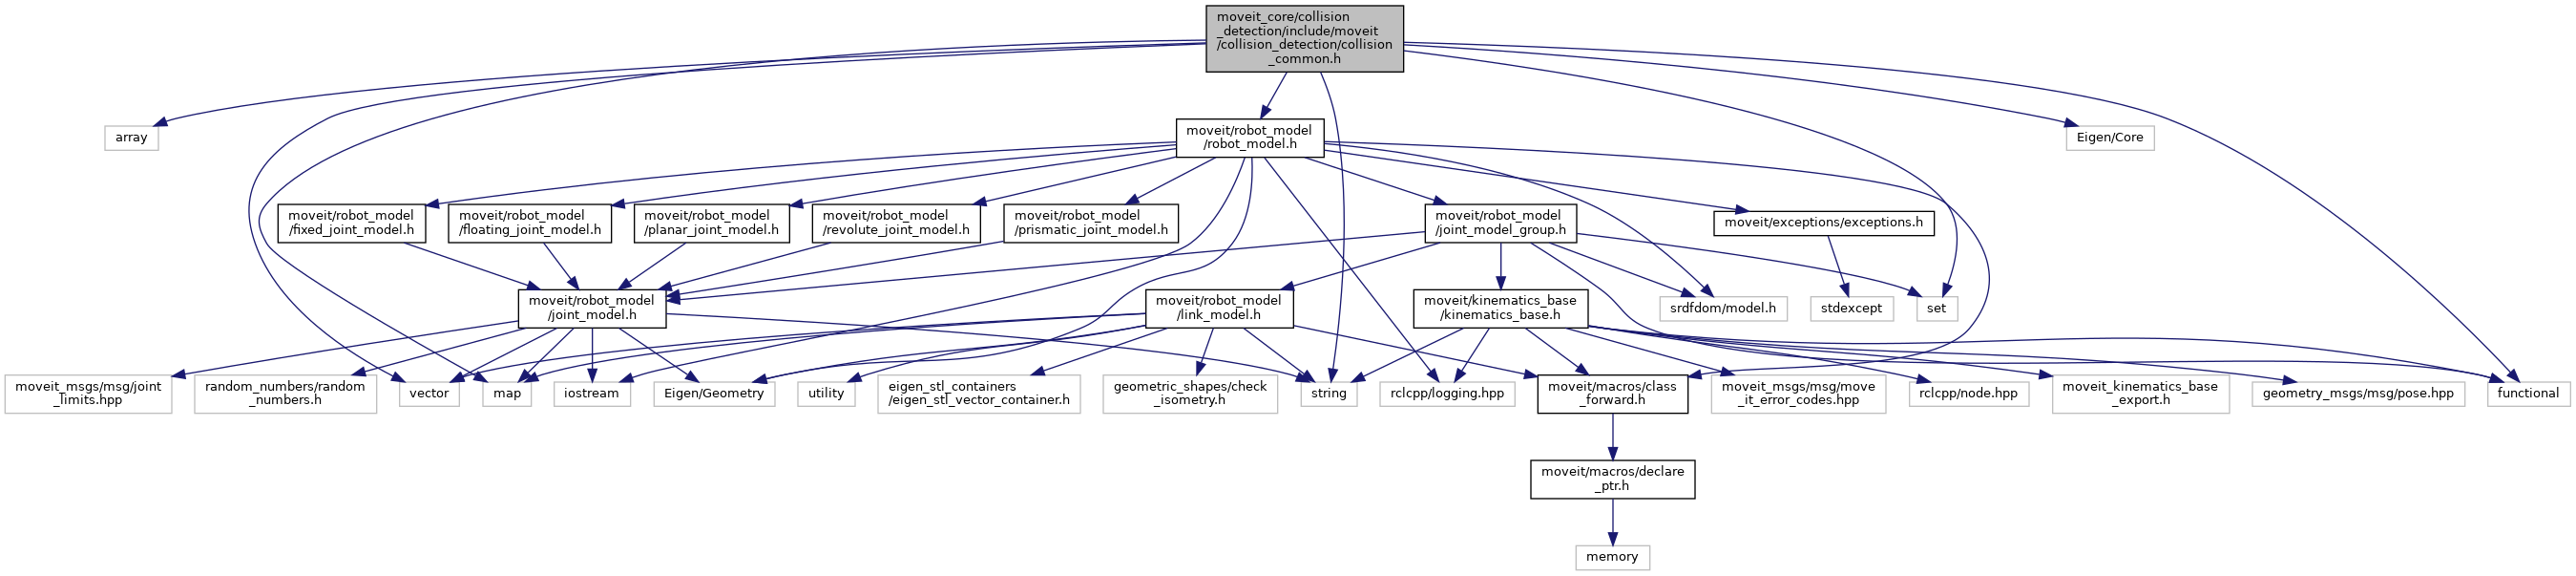 moveit_core/collision
_detection/include/moveit
/collision_detection/collision
_common.h
array
moveit/robot_model
/robot_model.h
Eigen/Core
moveit/robot_model
/fixed_joint_model.h
moveit/robot_model
/floating_joint_model.h
moveit/robot_model
/planar_joint_model.h
moveit/robot_model
/revolute_joint_model.h
moveit/robot_model
/prismatic_joint_model.h
moveit/robot_model
/joint_model_group.h
moveit/exceptions/exceptions.h
moveit/robot_model
/joint_model.h
moveit/robot_model
/link_model.h
moveit/kinematics_base
/kinematics_base.h
srdfdom/model.h
stdexcept
set
moveit_msgs/msg/joint
_limits.hpp
random_numbers/random
_numbers.h
vector
map
iostream
Eigen/Geometry
utility
eigen_stl_containers
/eigen_stl_vector_container.h
geometric_shapes/check
_isometry.h
string
rclcpp/logging.hpp
moveit/macros/class
_forward.h
moveit_msgs/msg/move
_it_error_codes.hpp
rclcpp/node.hpp
moveit_kinematics_base
_export.h
geometry_msgs/msg/pose.hpp
functional
moveit/macros/declare
_ptr.h
memory